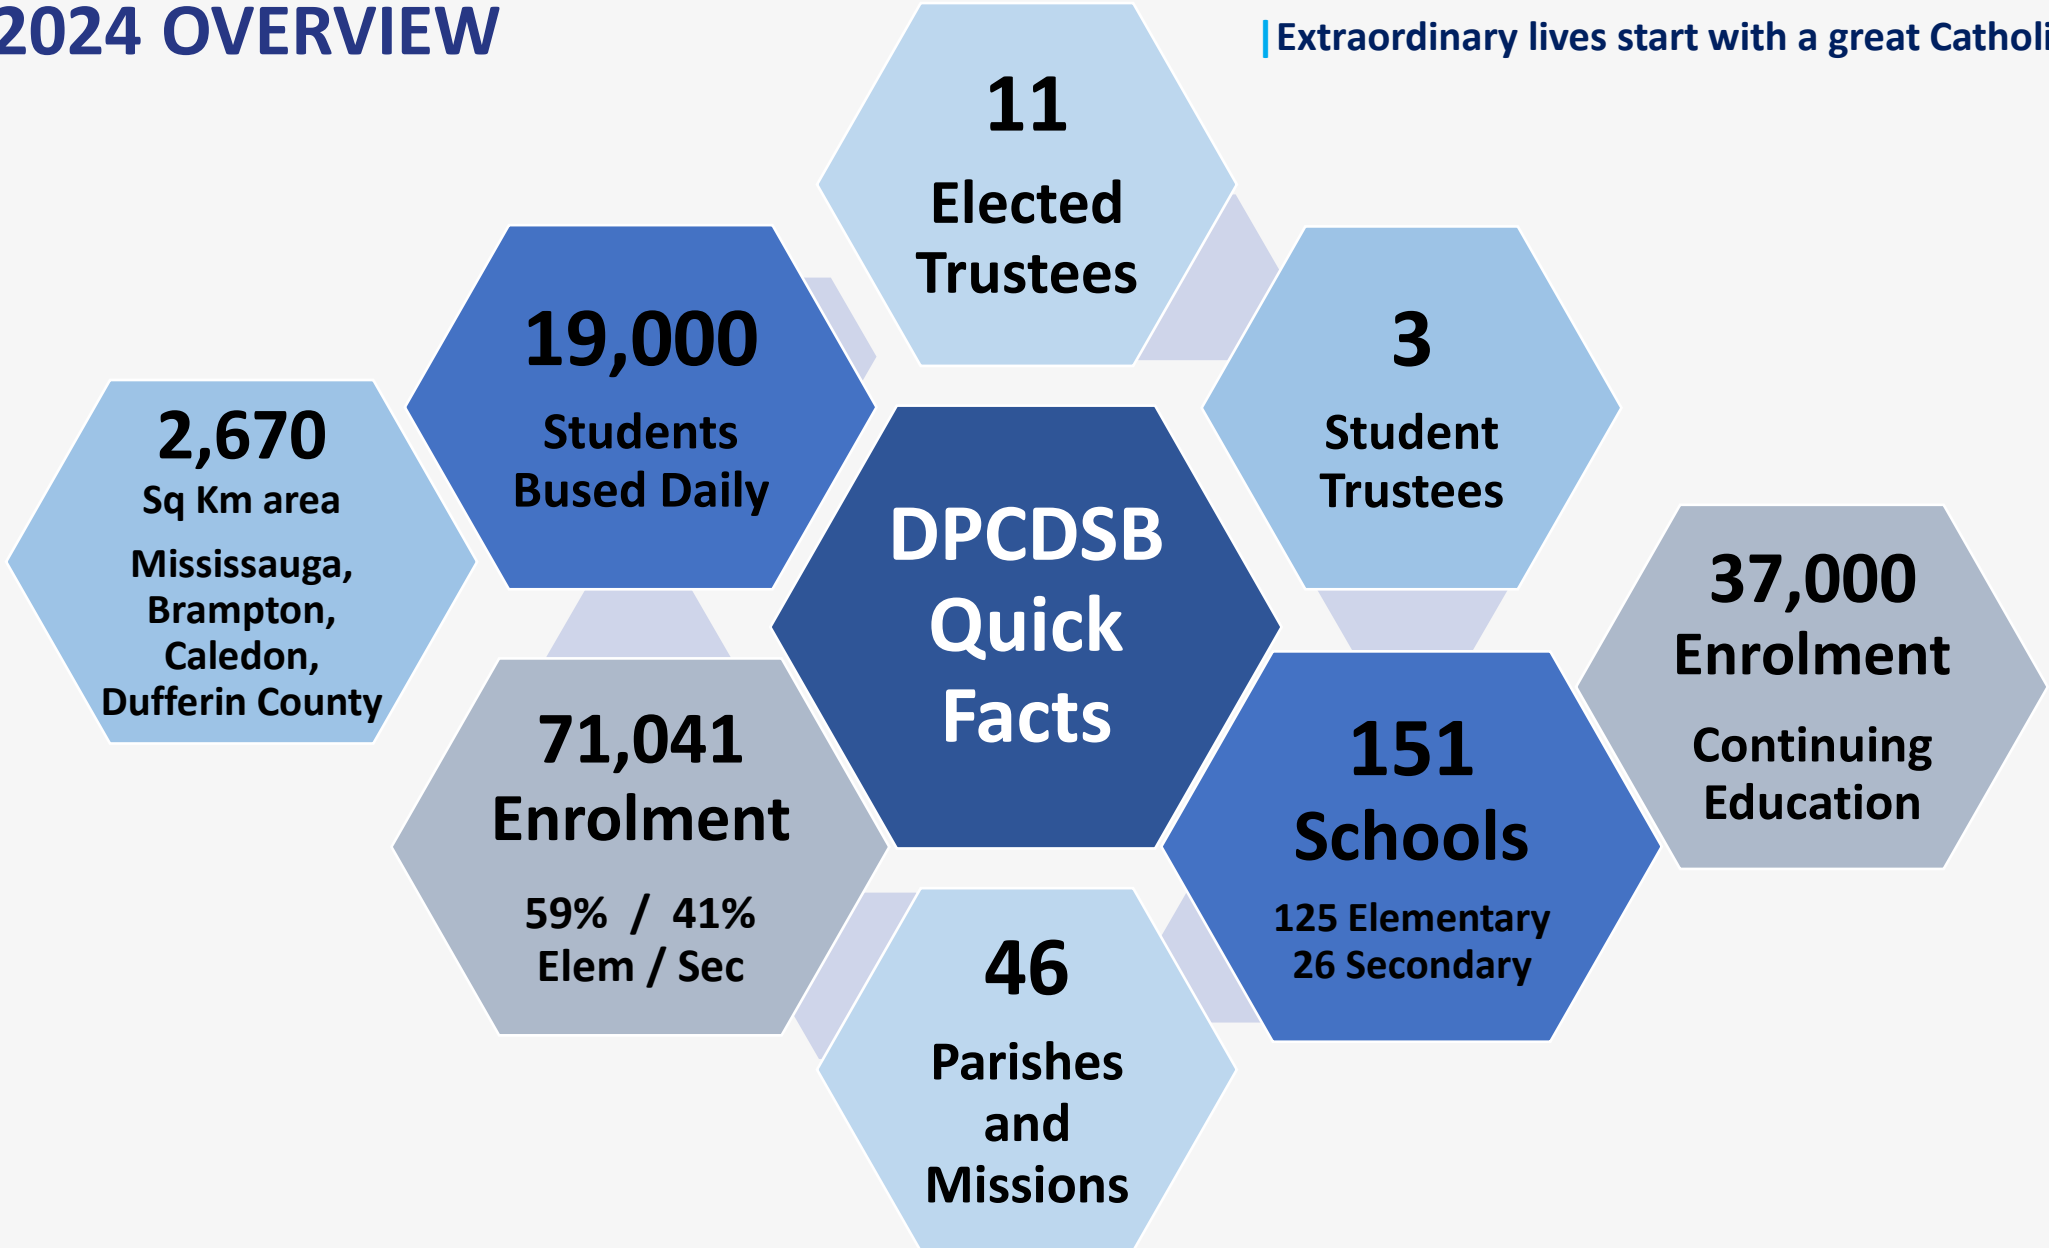 2024 OVERVIEW
|Extraordinary lives start with a great Catholi
11
Elected
Trustees
19,000
Students
Bused Daily
3
Student
Trustees
2,670
Sq Km area
Mississauga,
Brampton,
Caledon,
Dufferin County
DPCDSB
Quick
Facts
37,000
Enrolment
Continuing
Education
71,041
Enrolment
59% / 41%
Elem / Sec
151
Schools
125 Elementary
26 Secondary
46
Parishes
and
Missions